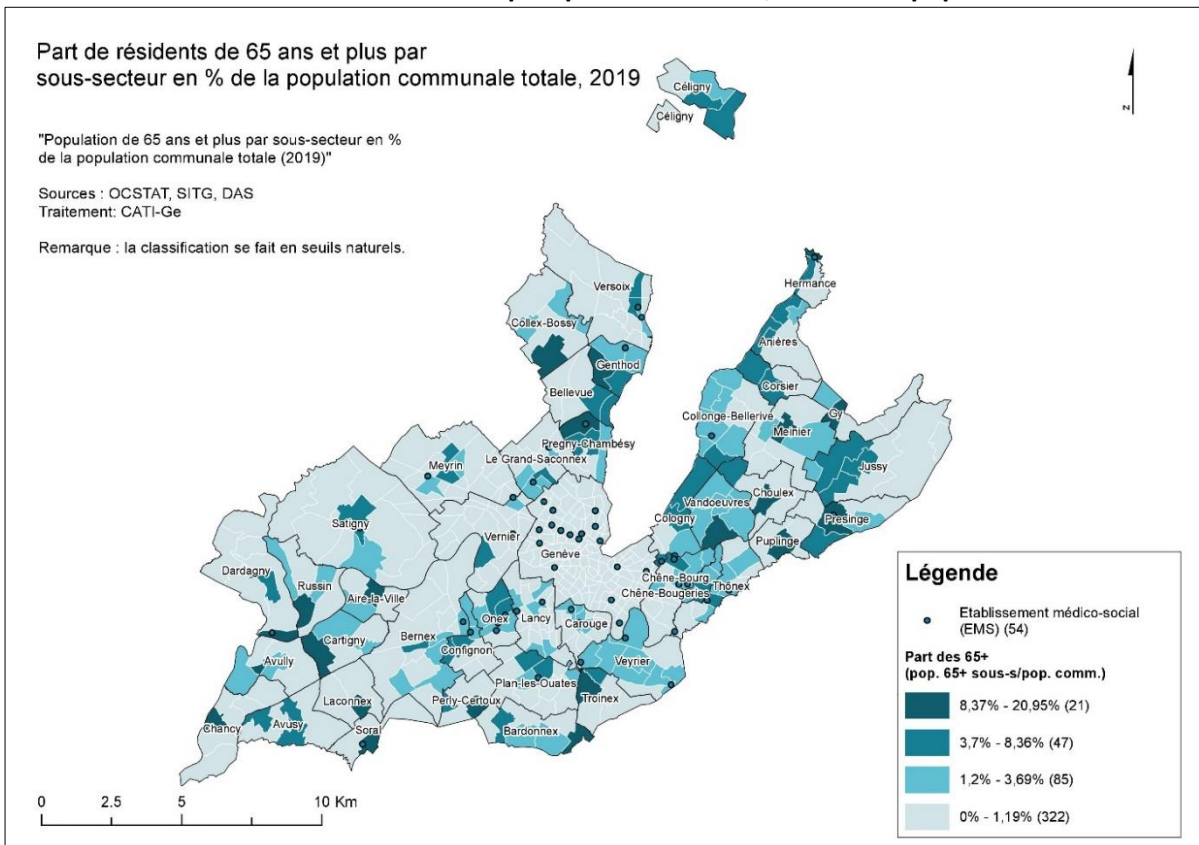 Part de résidents de 65 ans et plus par
sous-secteur en % de la population communale totale, 2019
"Population de 65 ans et plus par sous-secteur en %
de la population communale totale (2019)"
Sources : OCSTAT, SITG, DAS
Traitement: CATI-Ge
Remarque : la classification se fait en seuils naturels.
Céligny
Céligny
N
Versoix
Hermance
Collex-Bossy
Anières
Genthod
Corsier
Bellevue
Collonge-Bellerive
Gy
Meinier
Pregny-Chambésy
Le Grand-Saconnex
Meyrin
Jussy
Choulex
Vandoeuvres
Presinge
Cologny
Satigny
Vernier
Puplinge
Genève
Dardagny
Russin
Chêne-Bourg
Thônex
Aire-la-Ville
Chêne-Bougeries
Onex
Lancy
Carouge
Cartigny
Bernex
Confignon
Avully
Veyrier
Plan-les-Ouates
Laconnex
Perly-Certoux
Troinex
Chancy
Avusy
Soral
Bardonnex
0 2.5 5 10 Km
Légende
Etablissement médico-social
(EMS) (54)
Part des 65+
(pop. 65+ sous-s/pop. comm.)
8,37% - 20,95% (21)
3,7% - 8,36% (47)
1,2% - 3,69% (85)
0% - 1,19% (322)